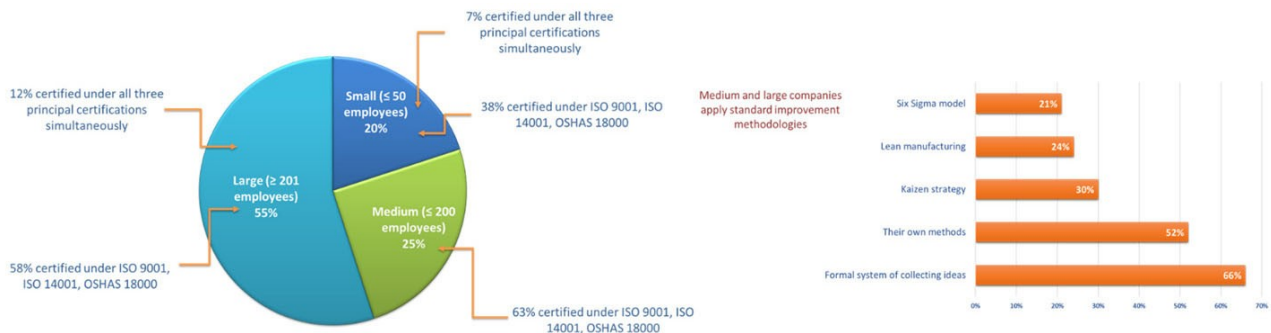 7% certified under all three
principal certifications
simultaneously
12% certified under all three
principal certifications
simultaneously
Small (≤ 50
employees)
20%
38% certified under ISO 9001, ISO
14001, OSHAS 18000
Large (≥ 201
employees)
55%
Medium (≤ 200
employees)
25%
58% certified under ISO 9001,
ISO 14001, OSHAS 18000
63% certified under ISO 9001, ISO
14001, OSHAS 18000
Medium and large companies
apply standard improvement
methodologies
Six Sigma model 21%
Lean manufacturing 24%
Kaizen strategy 30%
Their own methods 52%
Formal system of collecting ideas 66%
0% 10% 20% 30% 40% 50% 60% 70%